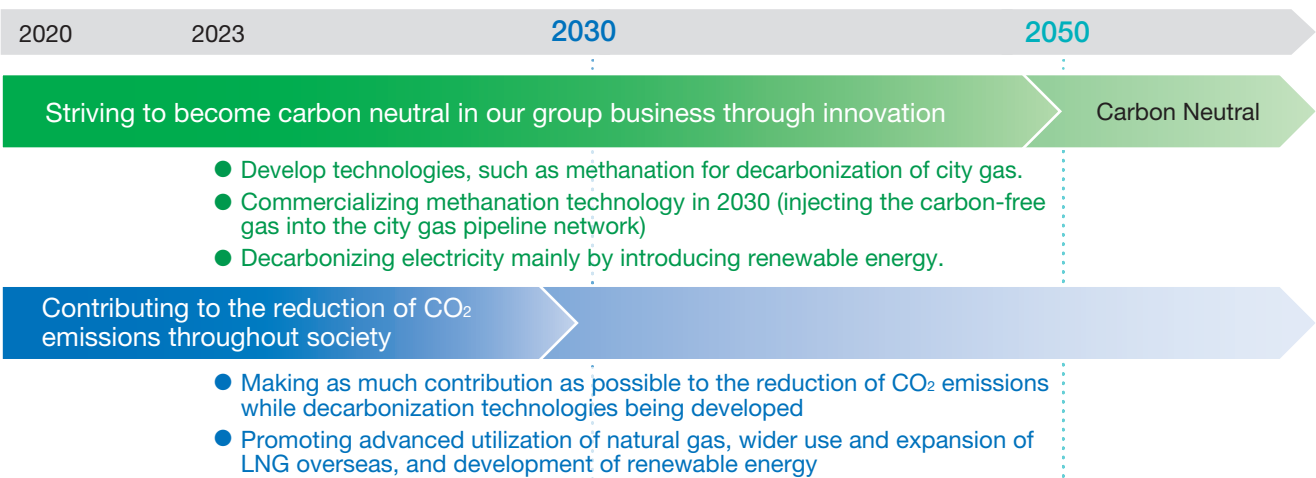 2020 2023 2030 2050
Striving to become carbon neutral in our group business through innovation Carbon Neutral
● Develop technologies, such as methanation for decarbonization of city gas.
● Commercializing methanation technology in 2030 (injecting the carbon-free
gas into the city gas pipeline network)
● Decarbonizing electricity mainly by introducing renewable energy.
Contributing to the reduction of CO₂
emissions throughout society
● Making as much contribution as possible to the reduction of CO₂ emissions
while decarbonization technologies being developed
● Promoting advanced utilization of natural gas, wider use and expansion of
LNG overseas, and development of renewable energy